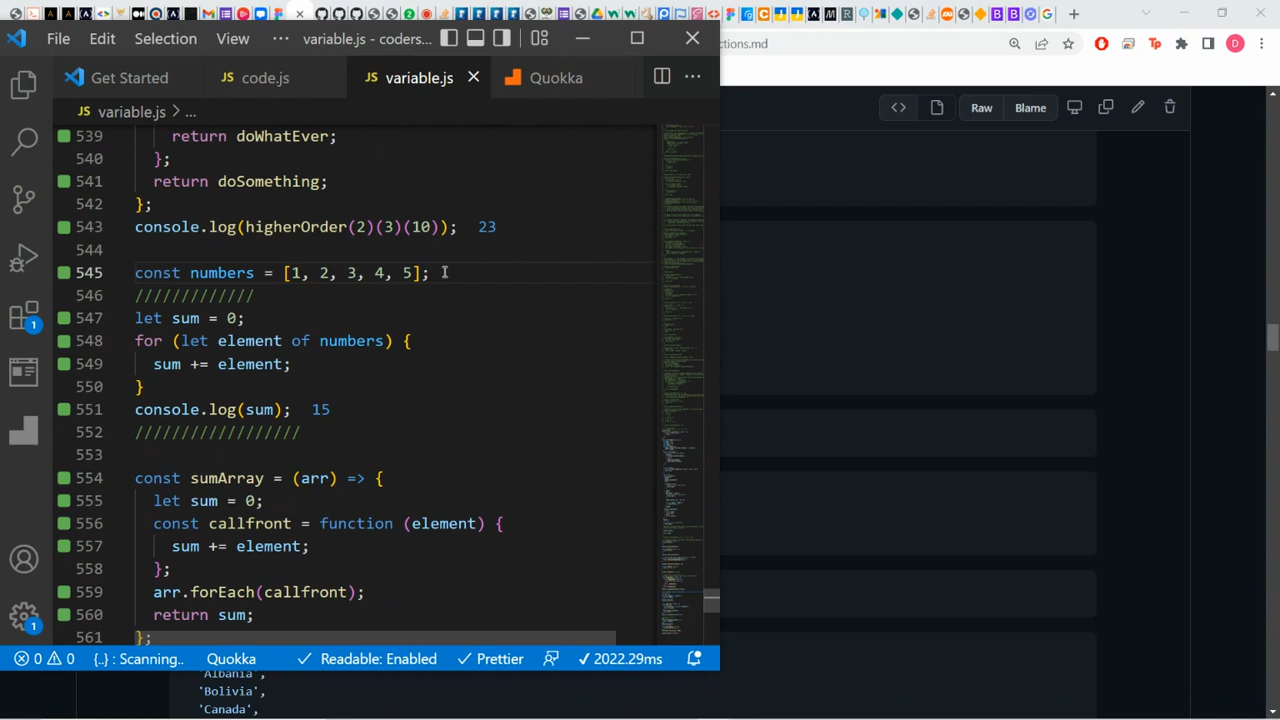 File Edit Selection View ··· variable.js - coders...
ctions.md
Get Started code.js variable.js Quokka
Raw Blame
JS variable.js > ...
539 return doWhatEver;
540 };
541 return doSomething;
542 };
543 console.log(higherOrder(2)(3)(10)); 23
544
545 const numbers = [1, 2, 3, 4, 5];
546 /////////////
547 let sum = 0;
548 for (let element of numbers) {
549 sum += element;
550 }
551 console.log(sum); 15
552 //////////////////
553
554 const sumArray = (arr) => {
555 let sum = 0;
556 const callfront = function (element) {
557 sum += element;
558 };
559 arr.forEach(callfront);
560 return sum;
561 };
0 0 {..} : Scanning.. Quokka Readable: Enabled Prettier 2022.29ms
'Albania',
'Bolivia',
'Canada',